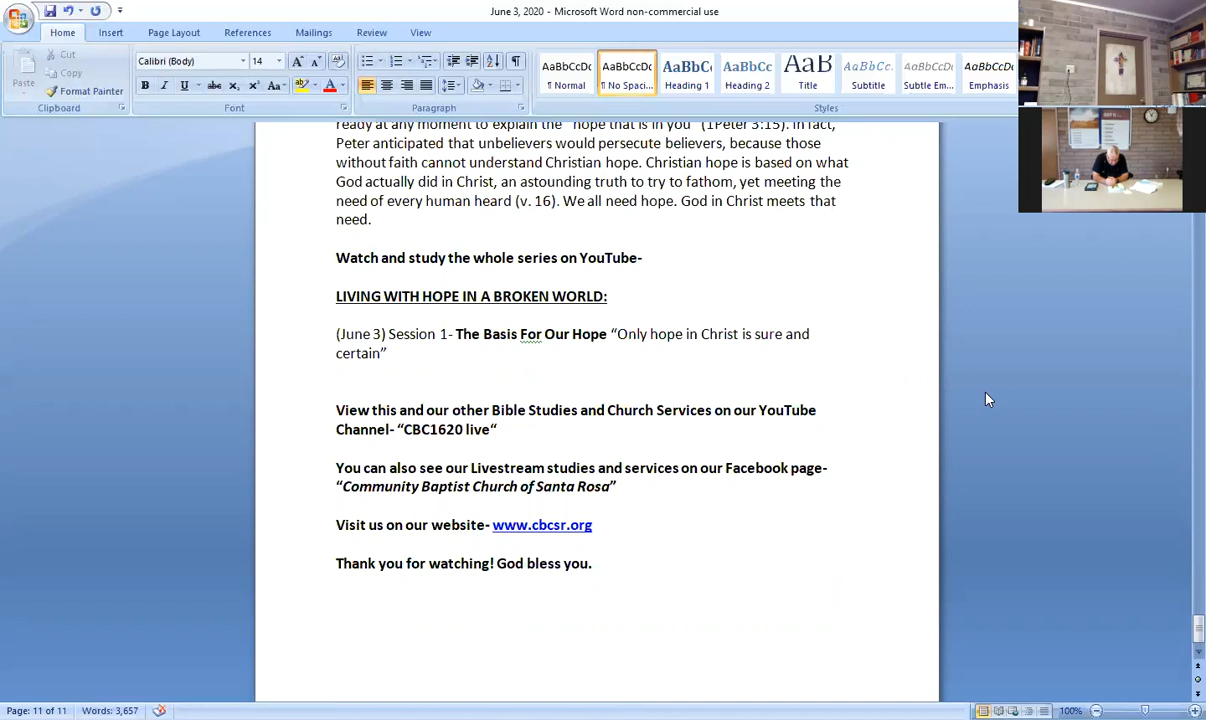 June 3, 2020 - Microsoft Word non-commercial use
Home Insert Page Layout References Mailings Review View
Cut
Copy
Paste
Format Painter
Clipboard
Calibri (Body) 14
Font
Paragraph
AaBbCcDc AaBbCcDc AaBbCc AaBbCc AaB AaBbCc AaBbCc AaBbCc
¶ Normal ¶ No Spaci... Heading 1 Heading 2 Title Subtitle Subtle Em... Emphasis
Styles
ready at any moment to explain the “hope that is in you” (1Peter 3:15). In fact,
Peter anticipated that unbelievers would persecute believers, because those
without faith cannot understand Christian hope. Christian hope is based on what
God actually did in Christ, an astounding truth to try to fathom, yet meeting the
need of every human heard (v. 16). We all need hope. God in Christ meets that
need.
Watch and study the whole series on YouTube-
LIVING WITH HOPE IN A BROKEN WORLD:
(June 3) Session 1- The Basis For Our Hope “Only hope in Christ is sure and
certain”
View this and our other Bible Studies and Church Services on our YouTube
Channel- “CBC1620 live“
You can also see our Livestream studies and services on our Facebook page-
“Community Baptist Church of Santa Rosa”
Visit us on our website- www.cbcsr.org
Thank you for watching! God bless you.
Page: 11 of 11 Words: 3,657 100%